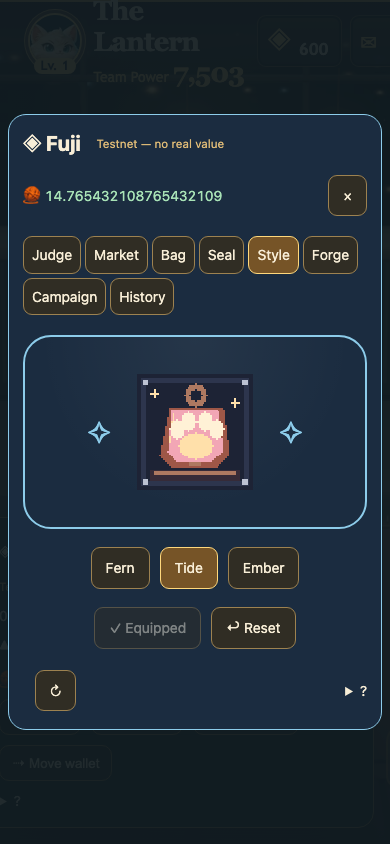 The
Lantern
Lv. 1
600
Team Power 7,503
Fuji
Testnet — no real value
14.765432108765432109
×
Judge Market Bag Seal Style Forge
Campaign History
Fern Tide Ember
✓ Equipped ↩ Reset
↻ ▶ ?
→ Move wallet
▶ ?